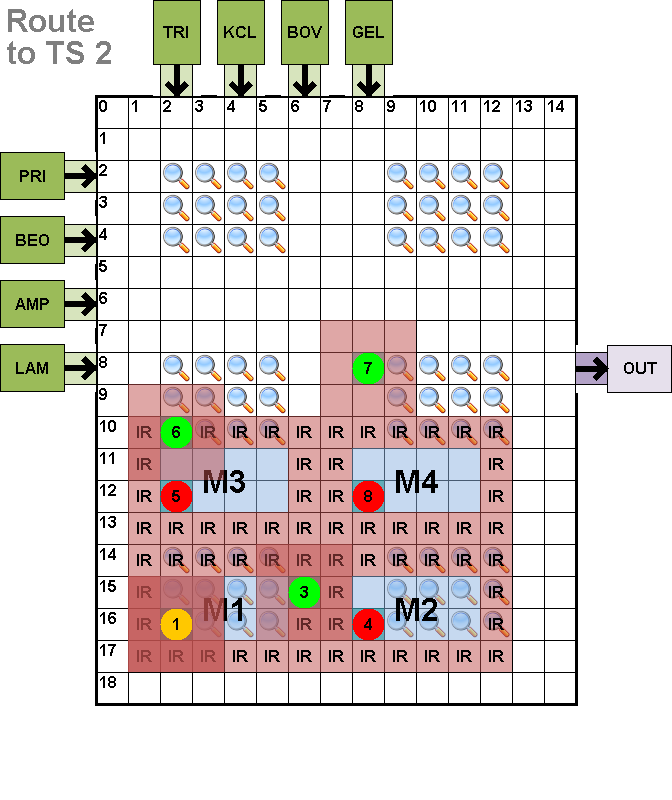 Route
to TS 2
TRI KCL BOV GEL
0 1 2 3 4 5 6 7 8 9 10 11 12 13 14
1
PRI 2
3
BEO 4
5
AMP 6
7
LAM 8 7 OUT
9
10 IR 6 IR IR IR IR IR IR IR IR IR IR
11 IR IR IR IR
M3 M4
12 IR 5 IR IR 8 IR
13 IR IR IR IR IR IR IR IR IR IR IR IR
14 IR IR IR IR IR IR IR IR IR IR IR IR
15 IR 3 IR IR
M1 M2
16 IR 1 IR IR 4 IR
17 IR IR IR IR IR IR IR IR IR IR IR IR
18